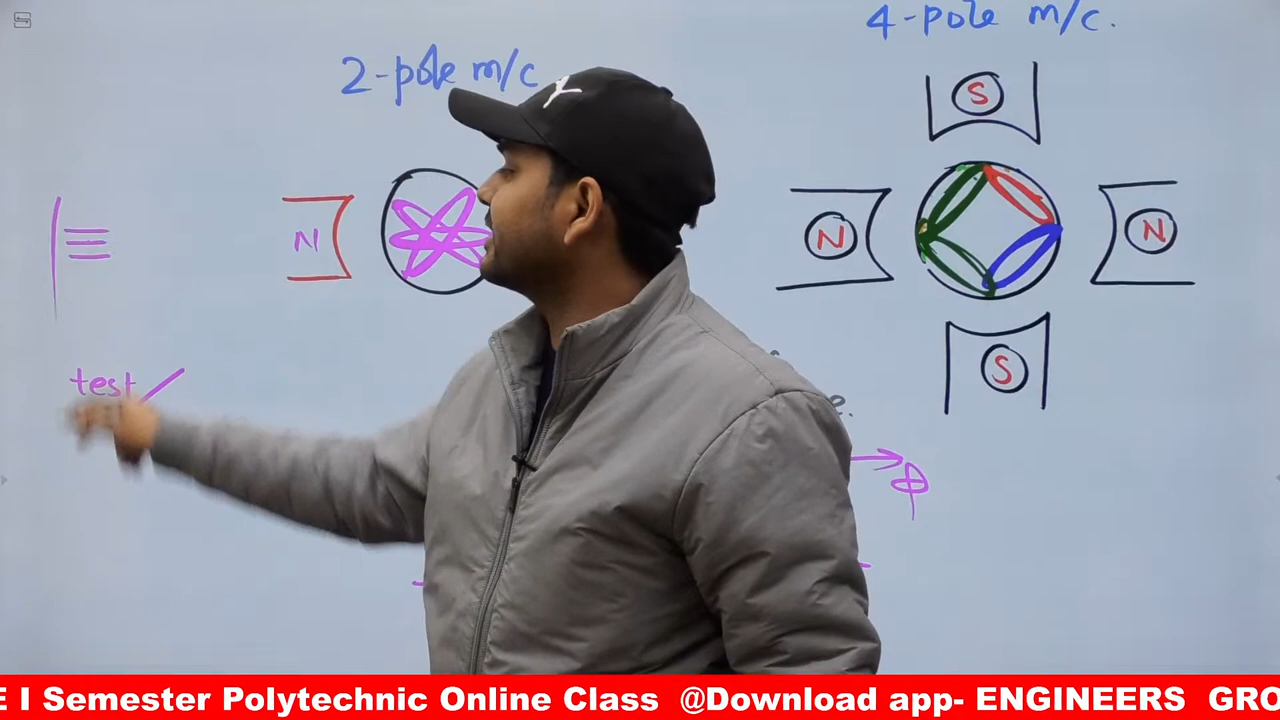 4-pole m/c.
2-pole m/c
S
N
N
N
S
test
e.
ϕ
E I Semester Polytechnic Online Class @Download app- ENGINEERS GRO